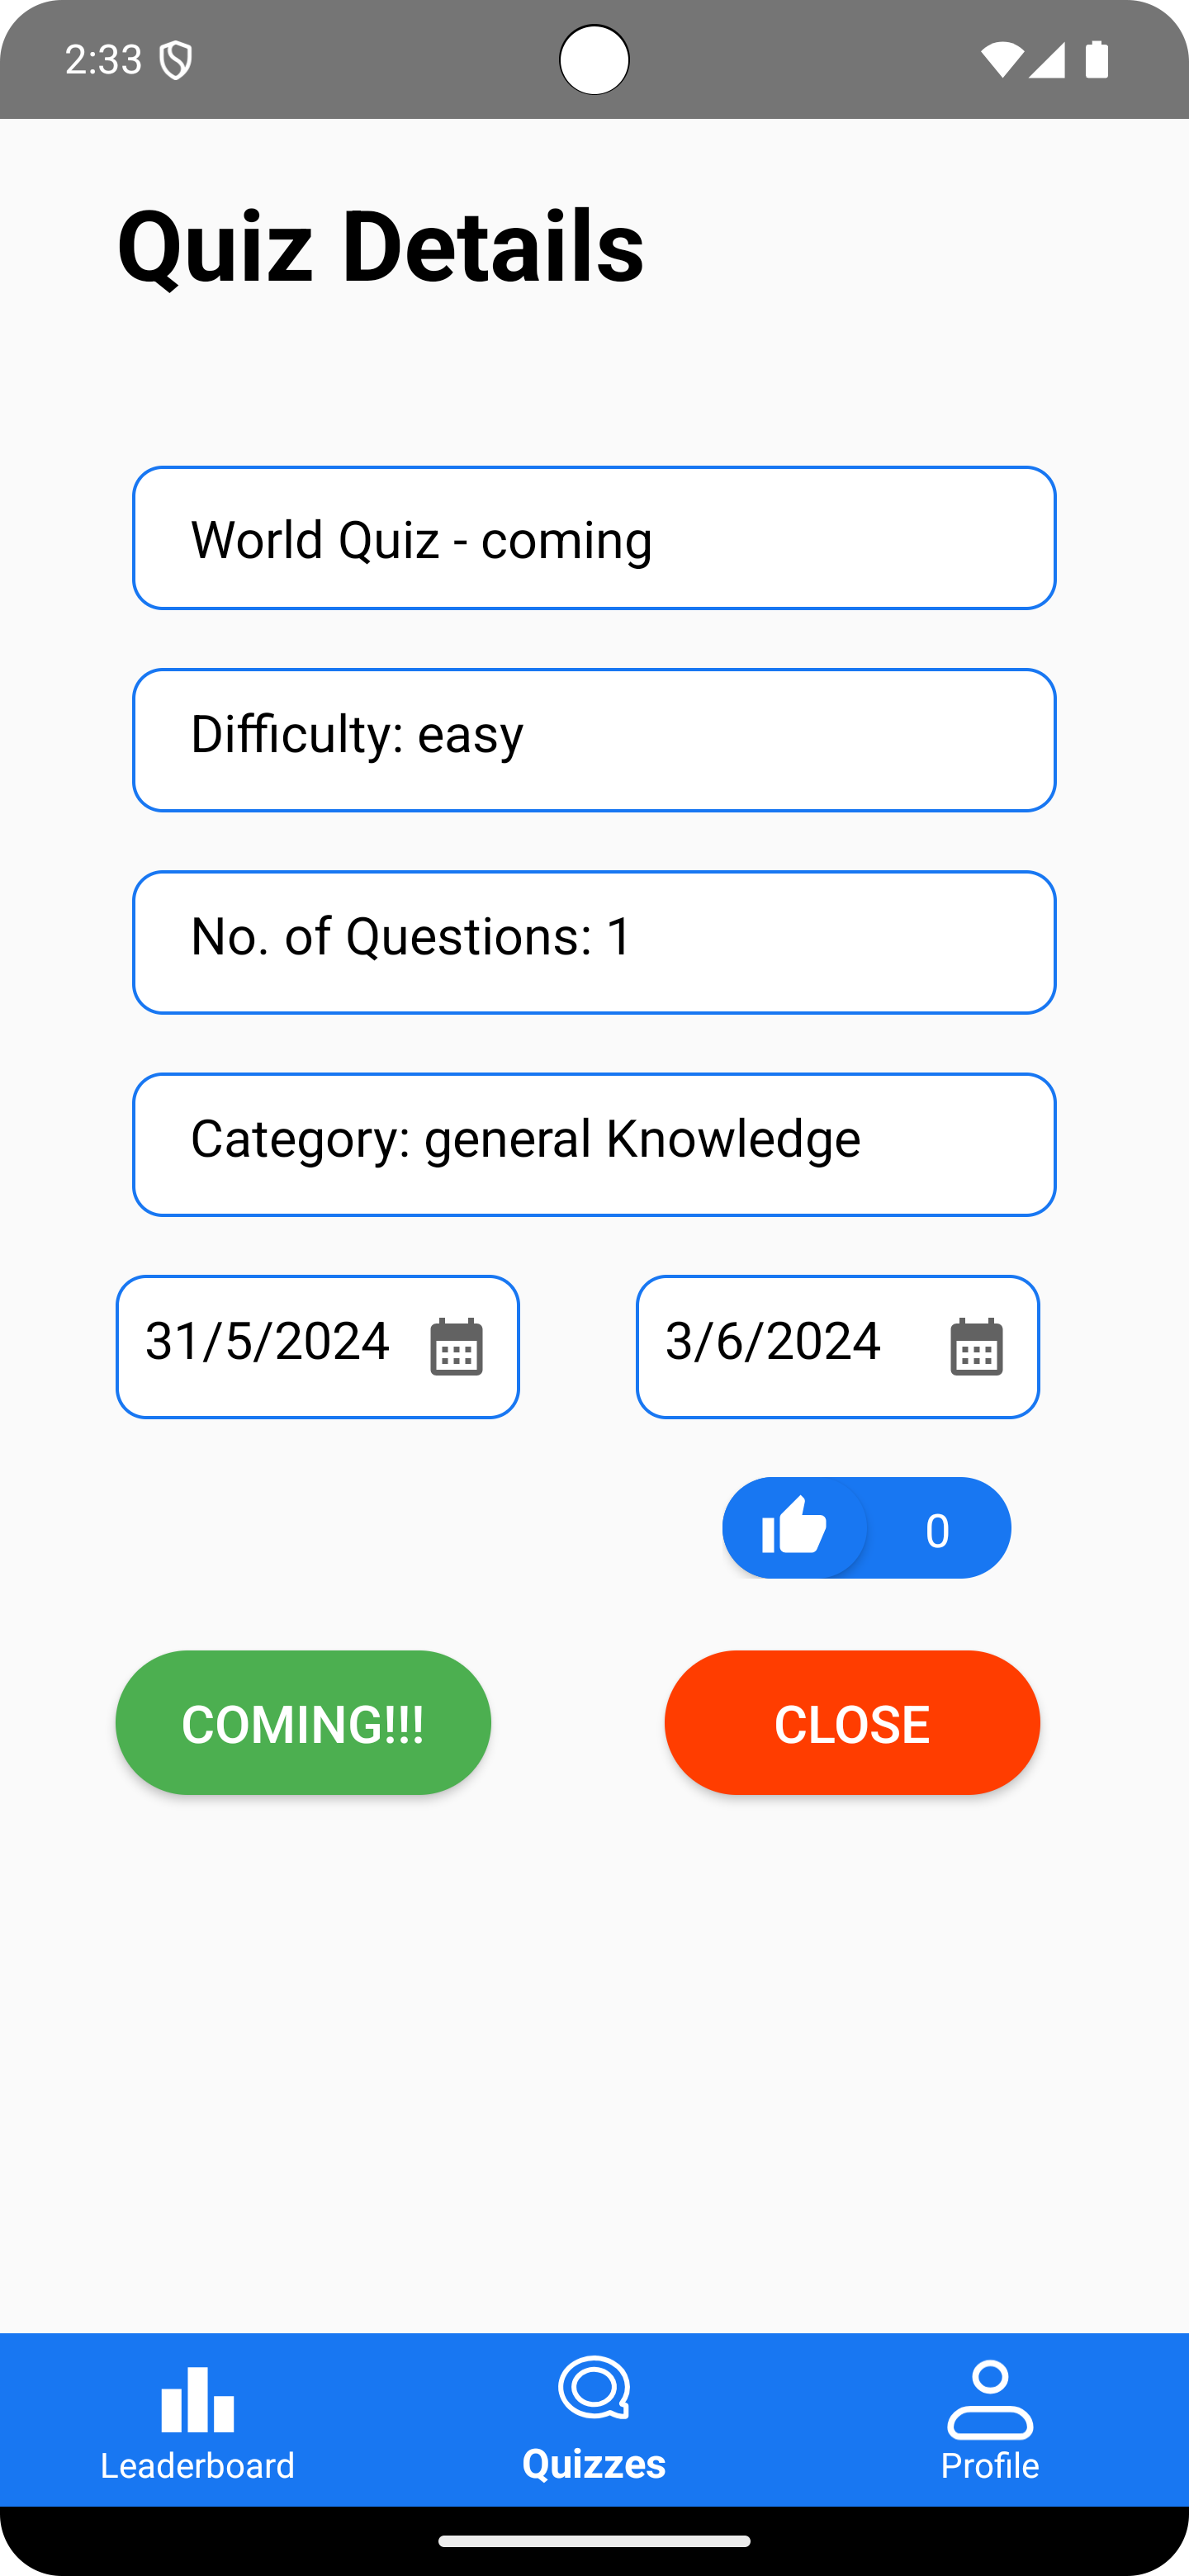 2:33
Quiz Details
World Quiz - coming
Difficulty: easy
No. of Questions: 1
Category: general Knowledge
31/5/2024 3/6/2024
0
COMING!!! CLOSE
Leaderboard Quizzes Profile